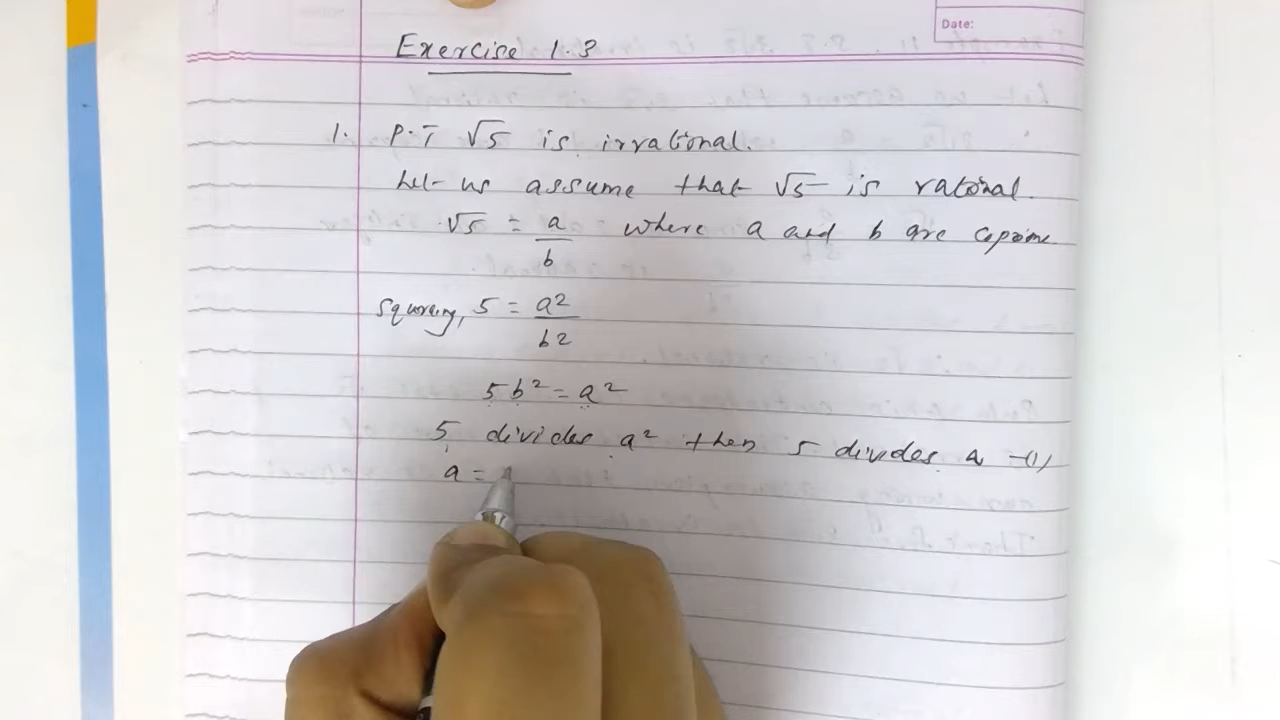 Date:
Exercise 1.3
1. P.T √5 is irrational.
Let us assume that √5 is rational.
√5 = a/b where a and b are coprime
Squaring, 5 = a²/b²
5b² = a²
5 divides a² then 5 divides a –(1)
a =